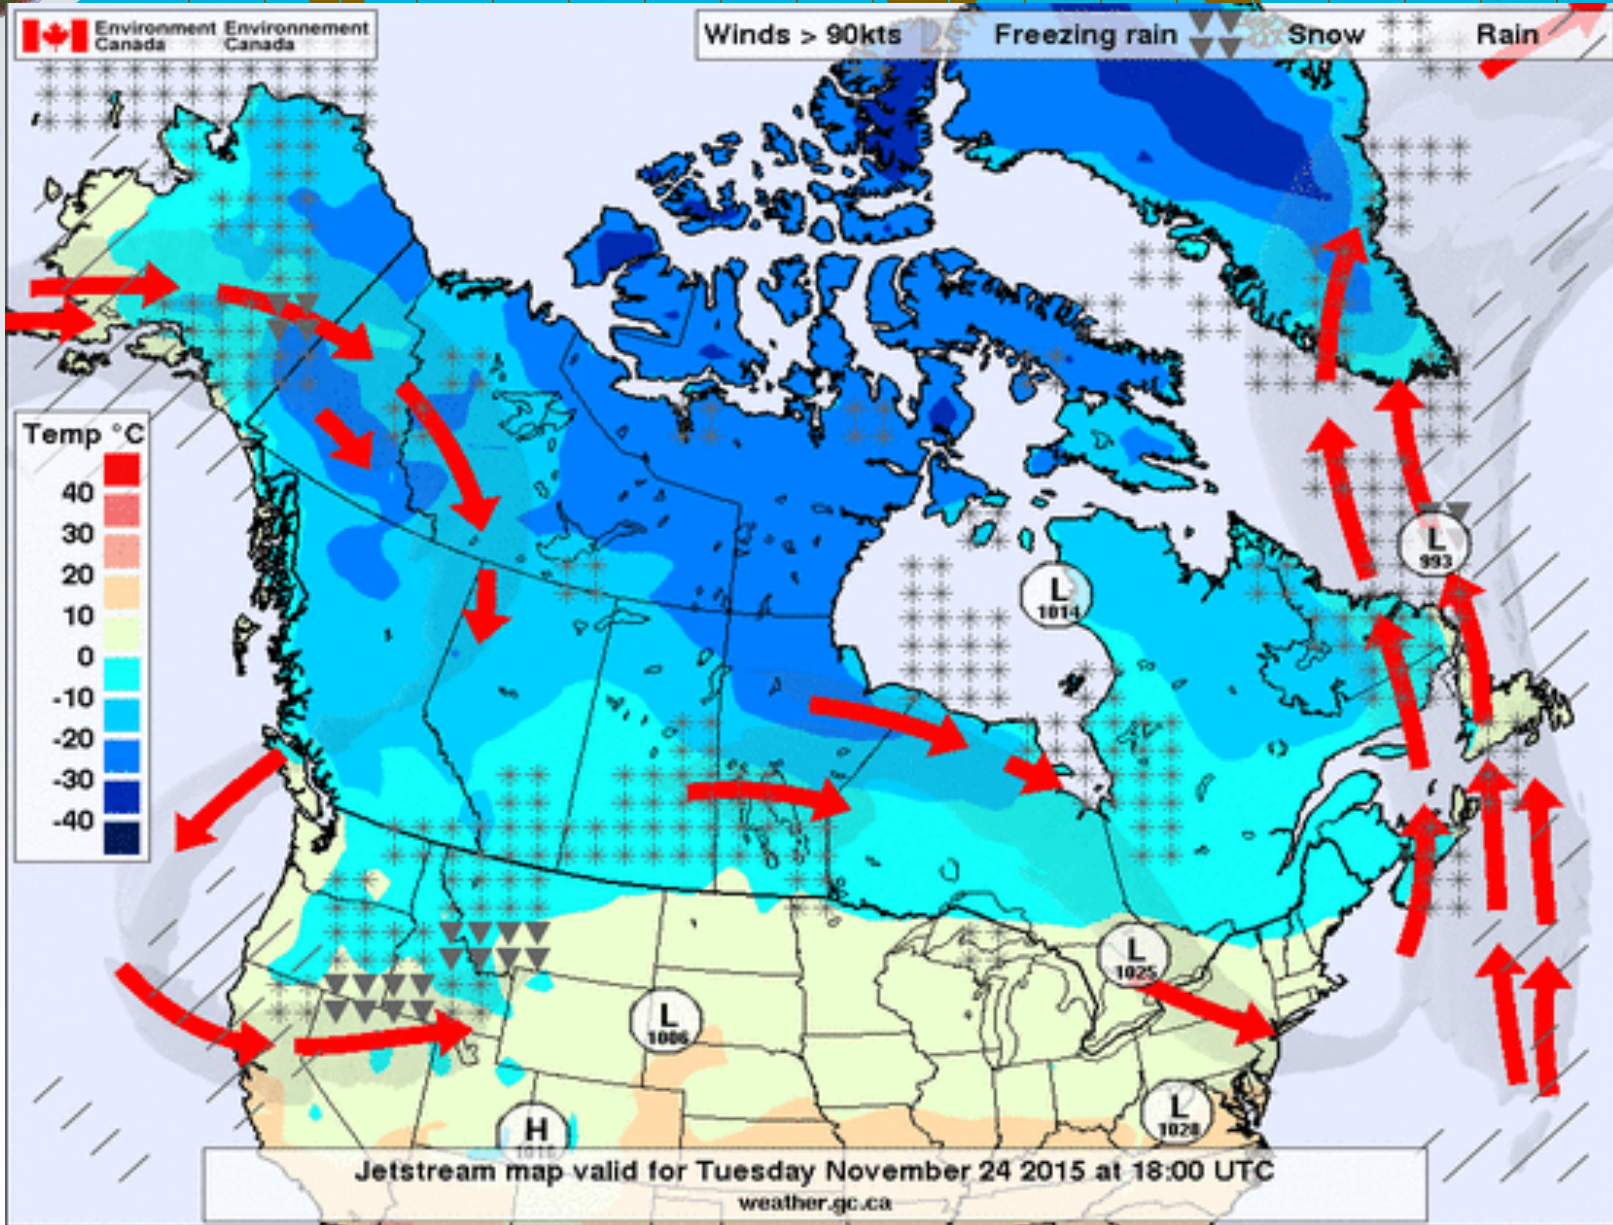 Environment Environnement
Canada Canada
Winds > 90kts Freezing rain Snow Rain
Temp °C
40
30
20
10
0
-10
-20
-30
-40
L
993
L
1014
L
1025
L
1006
L
1028
H
1016
Jetstream map valid for Tuesday November 24 2015 at 18:00 UTC
weather.gc.ca